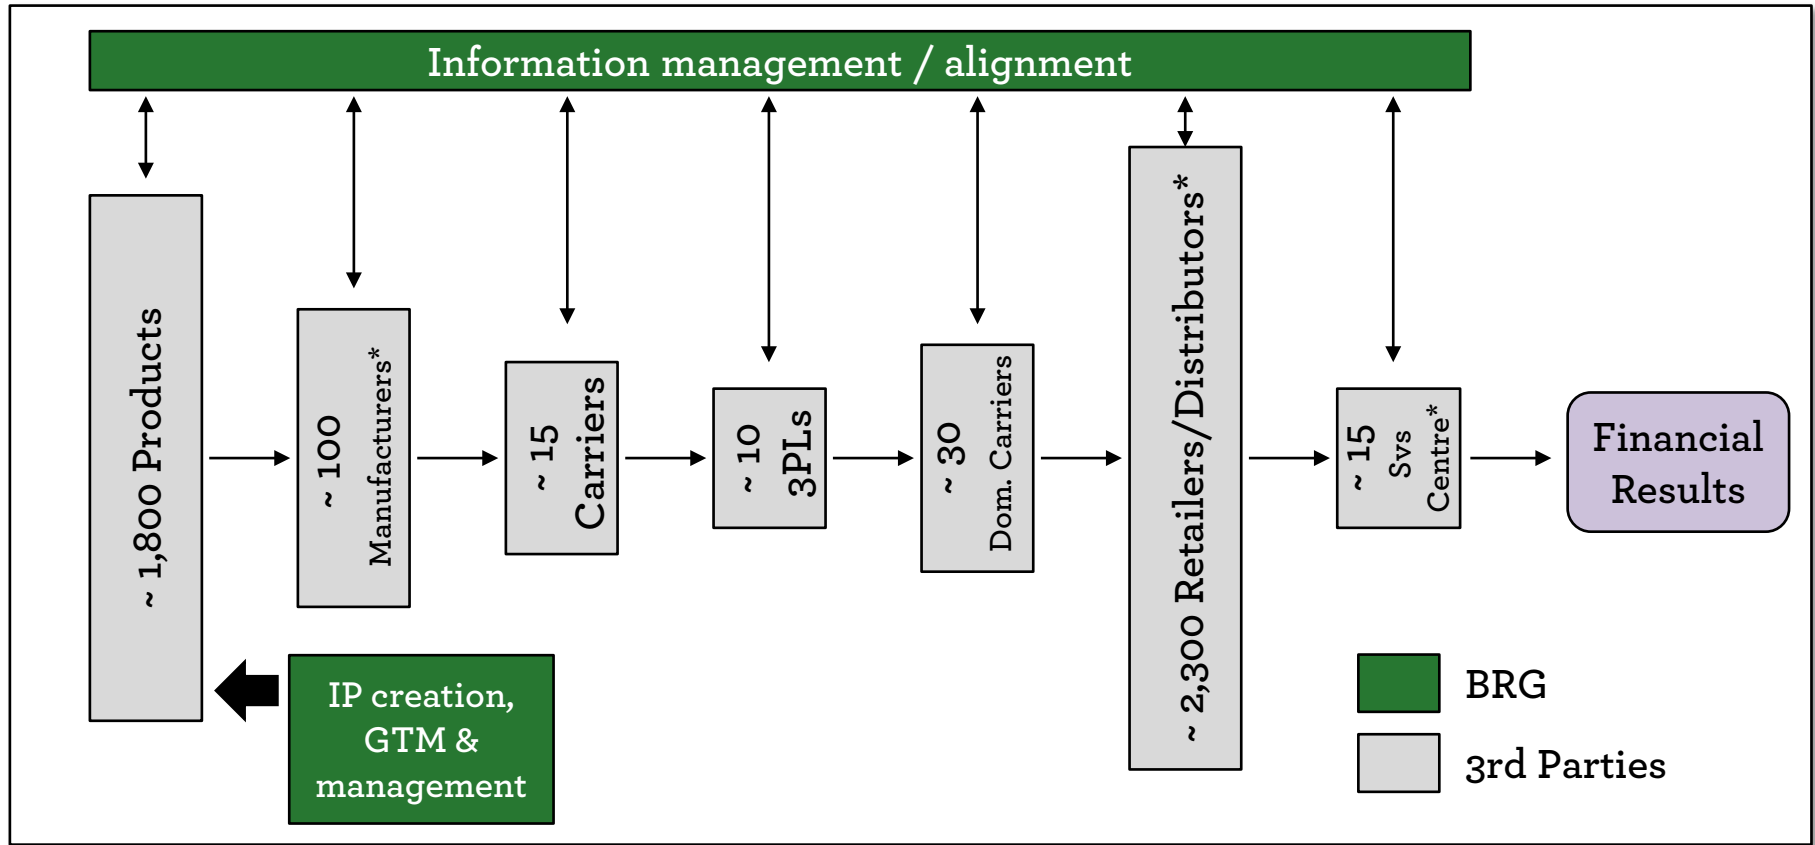 Information management / alignment
~ 1,800 Products
~ 100
Manufacturers*
~ 15
Carriers
~ 10
3PLs
~ 30
Dom. Carriers
~ 2,300 Retailers/Distributors*
~ 15
Svs
Centre*
Financial
Results
IP creation,
GTM &
management
BRG
3rd Parties